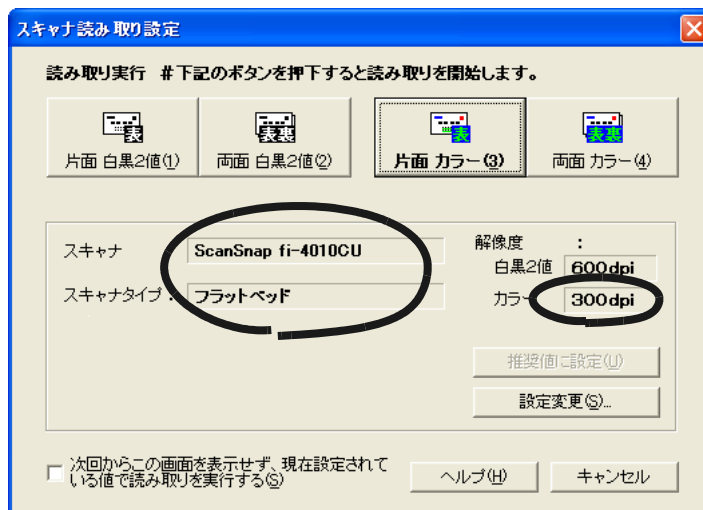 スキャナ読み取り設定
読み取り実行 #下記のボタンを押下すると読み取りを開始します。
表
表裏
表
表裏
片面 白黒2値(1)
両面 白黒2値(2)
片面 カラー(3)
両面 カラー(4)
スキャナ ScanSnap fi-4010CU
スキャナタイプ : フラットベッド
解像度 :
白黒2値 600dpi
カラー 300dpi
推奨値に設定(U)
設定変更(S)...
次回からこの画面を表示せず、現在設定されて
いる値で読み取りを実行する(S)
ヘルプ(H)
キャンセル